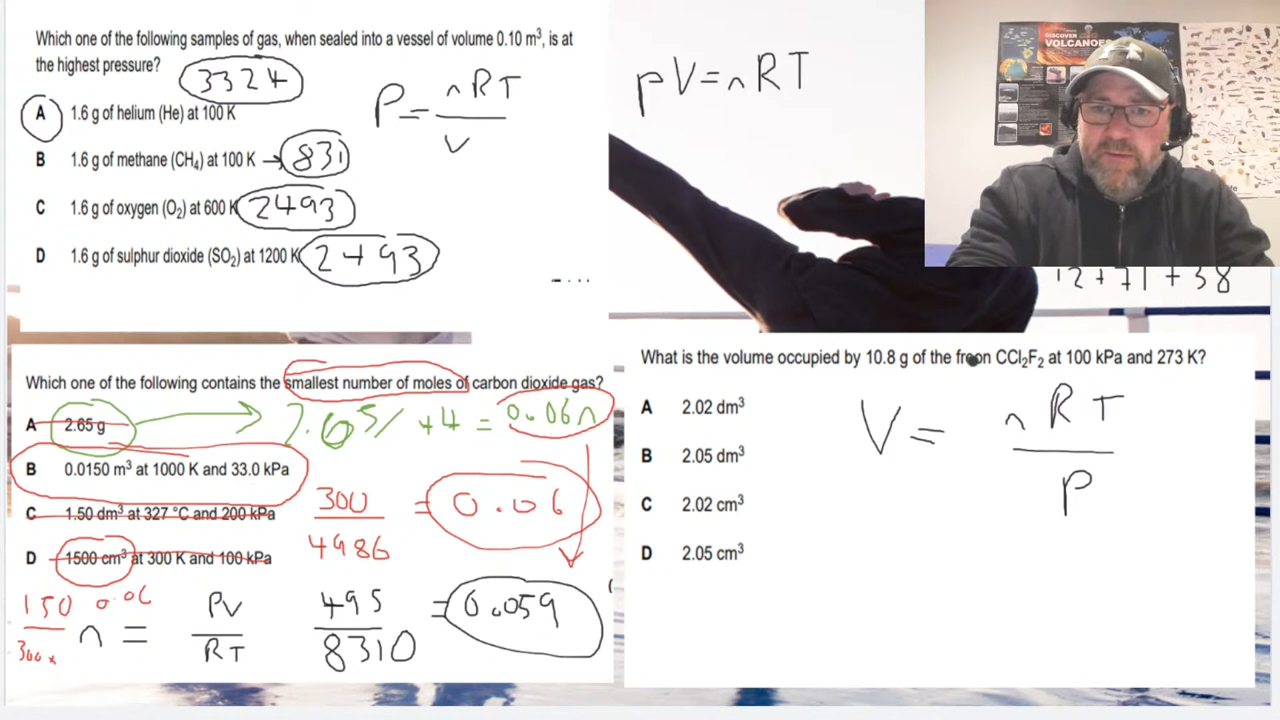 Which one of the following samples of gas, when sealed into a vessel of volume 0.10 m³, is at
the highest pressure?
3324
A 1.6 g of helium (He) at 100 K
B 1.6 g of methane (CH₄) at 100 K → 831
C 1.6 g of oxygen (O₂) at 600 K 2493
D 1.6 g of sulphur dioxide (SO₂) at 1200 K 2493
P = nRT
V
pV = nRT
DISCOVER
VOLCANOES
12 + 71 + 38
Which one of the following contains the smallest number of moles of carbon dioxide gas?
A 2.65 g
2.65 / 44 = 0.06n
B 0.0150 m³ at 1000 K and 33.0 kPa
C 1.50 dm³ at 327 °C and 200 kPa
D 1500 cm³ at 300 K and 100 kPa
300
4986
= 0.06
150 0.06
300x
n = PV
RT
495
8310
= 0.059
What is the volume occupied by 10.8 g of the freon CCl₂F₂ at 100 kPa and 273 K?
A 2.02 dm³
B 2.05 dm³
C 2.02 cm³
D 2.05 cm³
V = nRT
P